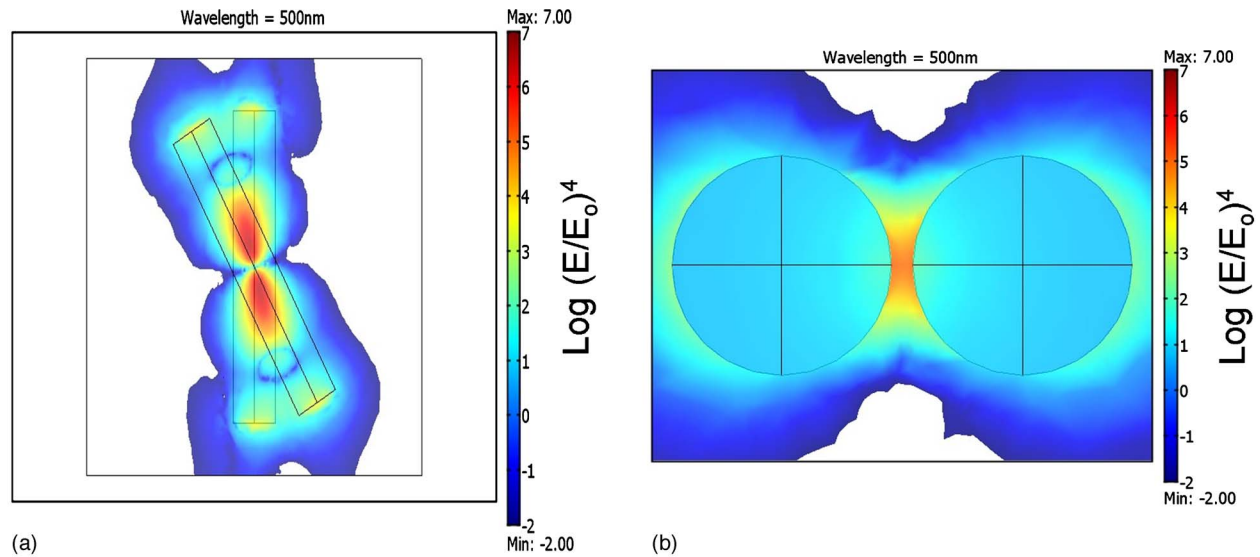 Wavelength = 500nm
Max: 7.00
7
6
5
4
3
2
1
0
-1
-2
Min: -2.00
Log (E/Eo)4
(a)
Wavelength = 500nm
Max: 7.00
7
6
5
4
3
2
1
0
-1
-2
Min: -2.00
Log (E/Eo)4
(b)